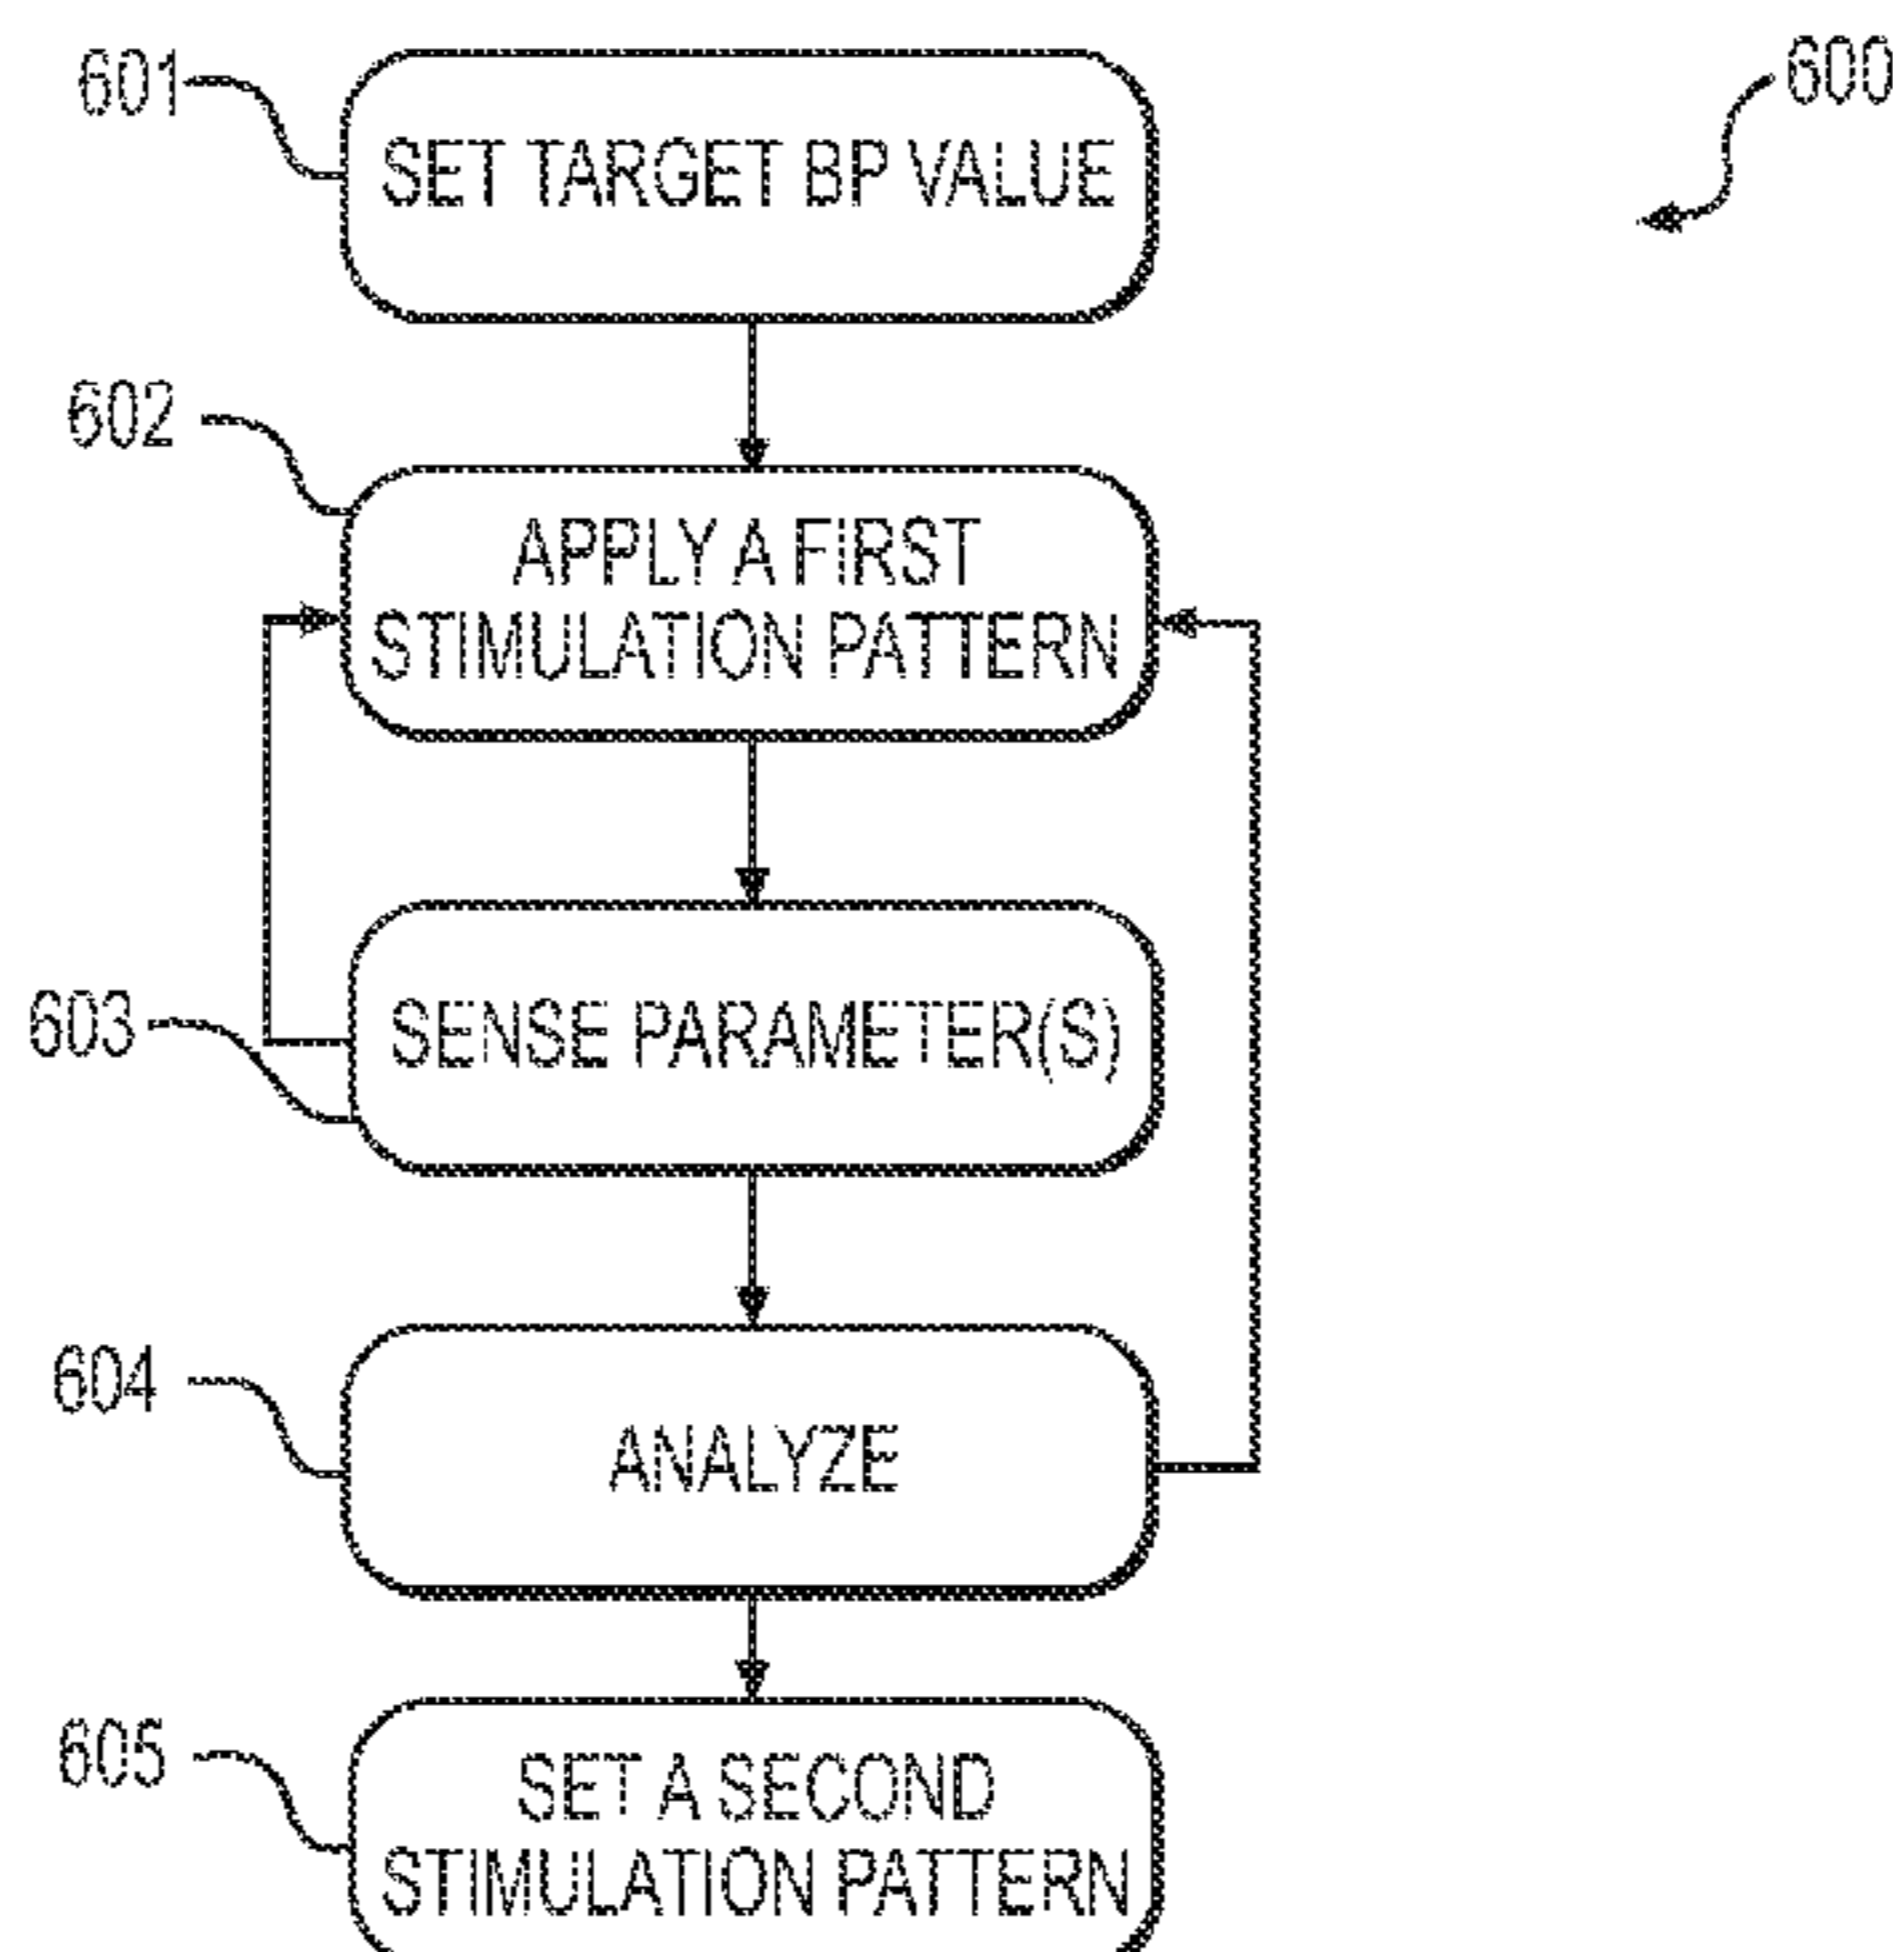 601
SET TARGET BP VALUE
600
602
APPLY A FIRST
STIMULATION PATTERN
603
SENSE PARAMETER(S)
604
ANALYZE
605
SET A SECOND
STIMULATION PATTERN